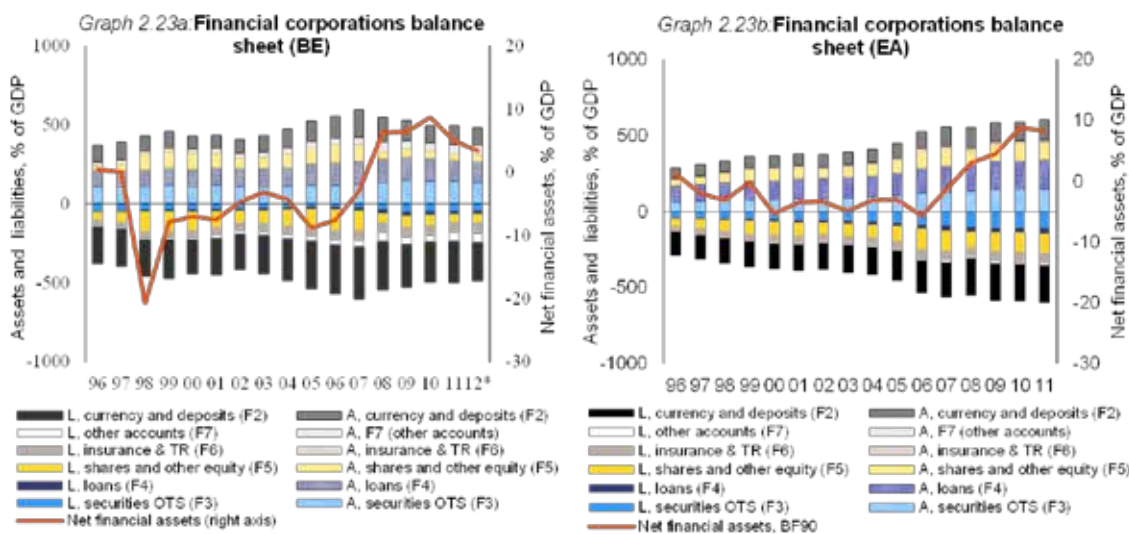 Graph 2.23a:Financial corporations balance
sheet (BE)
Assets and liabilities, % of GDP
1000
500
0
-500
-1000
20
10
0
-10
-20
-30
Net financial assets, % of GDP
96 97 98 99 00 01 02 03 04 05 06 07 08 09 10 11 12ª
L, currency and deposits (F2)
A, currency and deposits (F2)
L, other accounts (F7)
A, F7 (other accounts)
L, insurance & TR (F6)
A, insurance & TR (F6)
L, shares and other equity (F5)
A, shares and other equity (F5)
L, loans (F4)
A, loans (F4)
L, securities OTS (F3)
A, securities OTS (F3)
Net financial assets (right axis)
Graph 2.23b:Financial corporations balance
sheet (EA)
Assets and liabilities, % of GDP
1000
500
0
-500
-1000
20
10
0
-10
-20
-30
Net financial assets, % of GDP
96 97 98 99 00 01 02 03 04 05 06 07 08 09 10 11
L, currency and deposits (F2)
A, currency and deposits (F2)
L, other accounts (F7)
A, F7 (other accounts)
L, insurance & TR (F6)
A, insurance & TR (F6)
L, shares and other equity (F5)
A, shares and other equity (F5)
L, loans (F4)
A, loans (F4)
L, securities OTS (F3)
A, securities OTS (F3)
Net financial assets, BF90